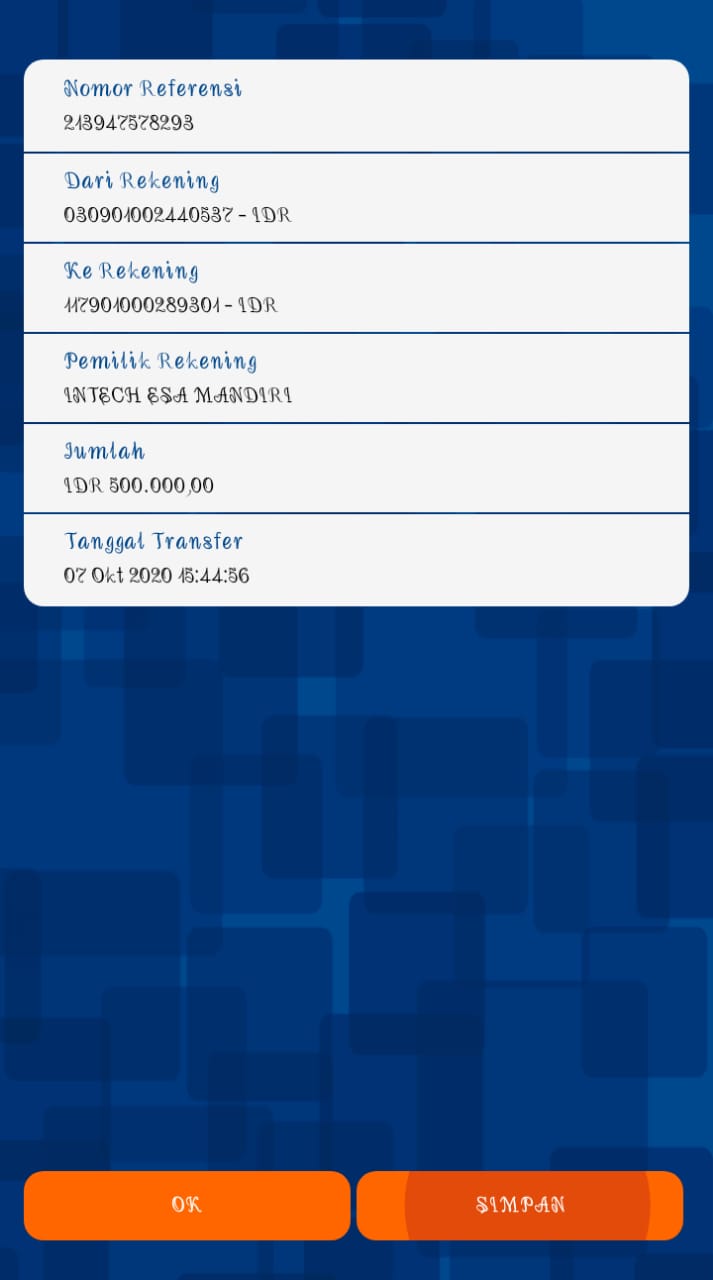 Nomor Referensi
213947578293
Dari Rekening
030901002440537 - IDR
Ke Rekening
117901000289301 - IDR
Pemilik Rekening
INTECH ESA MANDIRI
Jumlah
IDR 500.000,00
Tanggal Transfer
07 Okt 2020 15:44:56
OK
SIMPAN